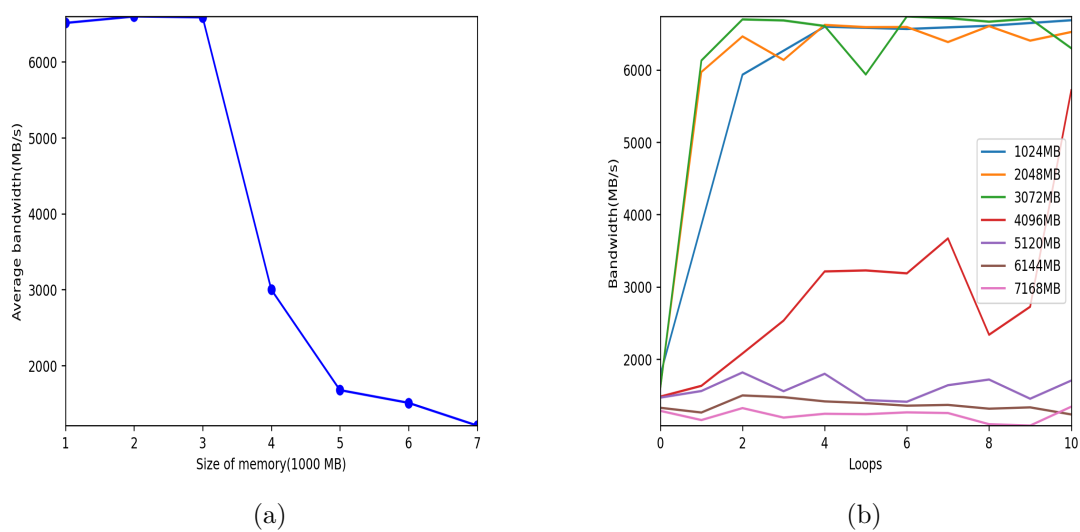 6000
5000
4000
3000
2000
Average bandwidth(MB/s)
1 2 3 4 5 6 7
Size of memory(1000 MB)
(a)
6000
5000
4000
3000
2000
Bandwidth(MB/s)
1024MB
2048MB
3072MB
4096MB
5120MB
6144MB
7168MB
0 2 4 6 8 10
Loops
(b)